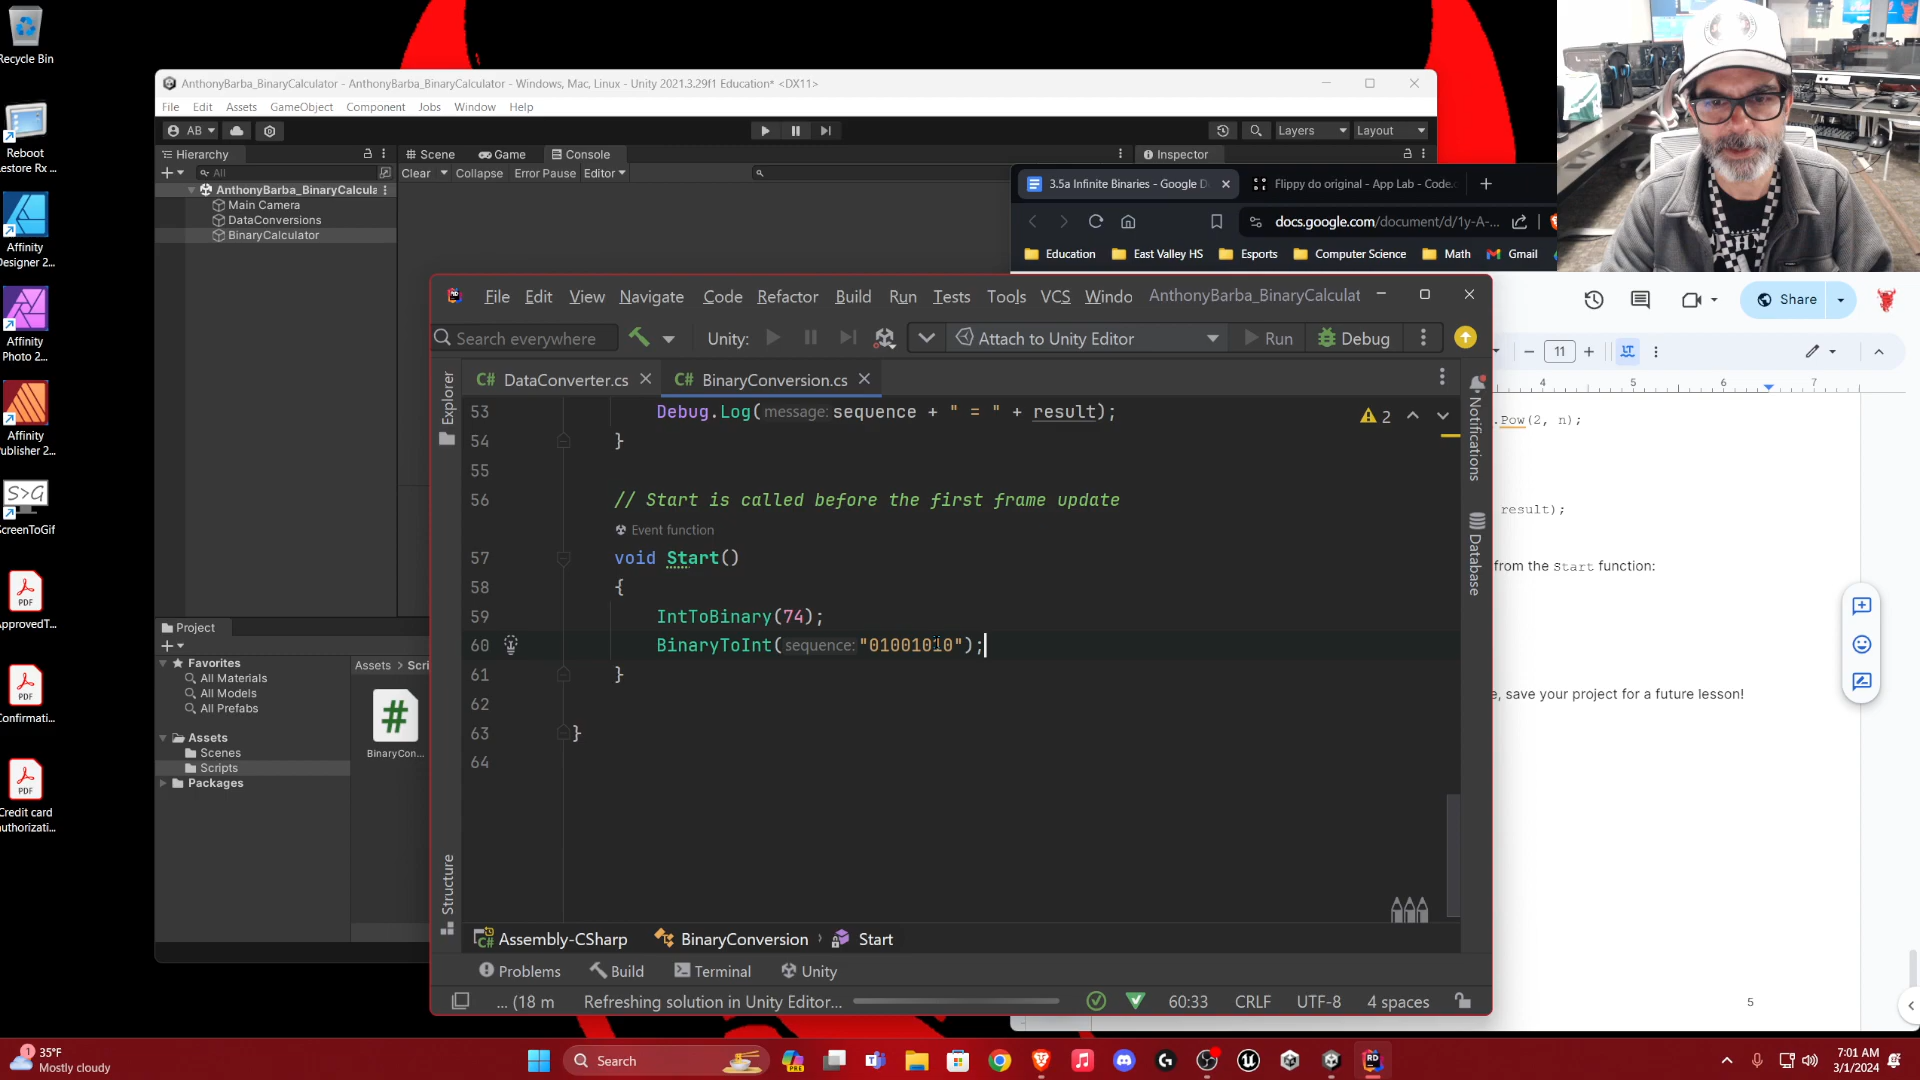 Recycle Bin
Reboot
Restore Rx ...
Affinity
Designer 2...
Affinity
Photo 2...
Affinity
Publisher 2...
S>G
ScreenToGif
PDF
ApprovedT...
PDF
Confirmati...
PDF
Credit card
authorizati...
AnthonyBarba_BinaryCalculator - AnthonyBarba_BinaryCalculator - Windows, Mac, Linux - Unity 2021.3.29f1 Education* <DX11>
File Edit Assets GameObject Component Jobs Window Help
AB
Layers Layout
Hierarchy
Scene Game Console
Inspector
All
Clear Collapse Error Pause Editor
AnthonyBarba_BinaryCalcula
Main Camera
DataConversions
BinaryCalculator
3.5a Infinite Binaries - Google D
Flippy do original - App Lab - Code.
docs.google.com/document/d/1y-A-...
Education East Valley HS Esports Computer Science Math Gmail
Share
11
4 5 6 7
.Pow(2, n);
result);
from the Start function:
e, save your project for a future lesson!
5
File Edit View Navigate Code Refactor Build Run Tests Tools VCS Windo AnthonyBarba_BinaryCalculat
Search everywhere
Unity:
Attach to Unity Editor
Run
Debug
Explorer
C# DataConverter.cs
C# BinaryConversion.cs
2
Notifications
Database
Structure
53 Debug.Log(message: sequence + " = " + result);
54 }
55
56 // Start is called before the first frame update
Event function
57 void Start()
58 {
59 IntToBinary(74);
60 BinaryToInt(sequence: "01001010");
61 }
62
63 }
64
Assembly-CSharp BinaryConversion Start
Problems Build Terminal Unity
... (18 m Refreshing solution in Unity Editor... 60:33 CRLF UTF-8 4 spaces
Project
Favorites
All Materials
All Models
All Prefabs
Assets
Scenes
Scripts
Packages
Assets > Scri
BinaryCon...
1
35°F
Mostly cloudy
Search
PRE
RD
7:01 AM
3/1/2024